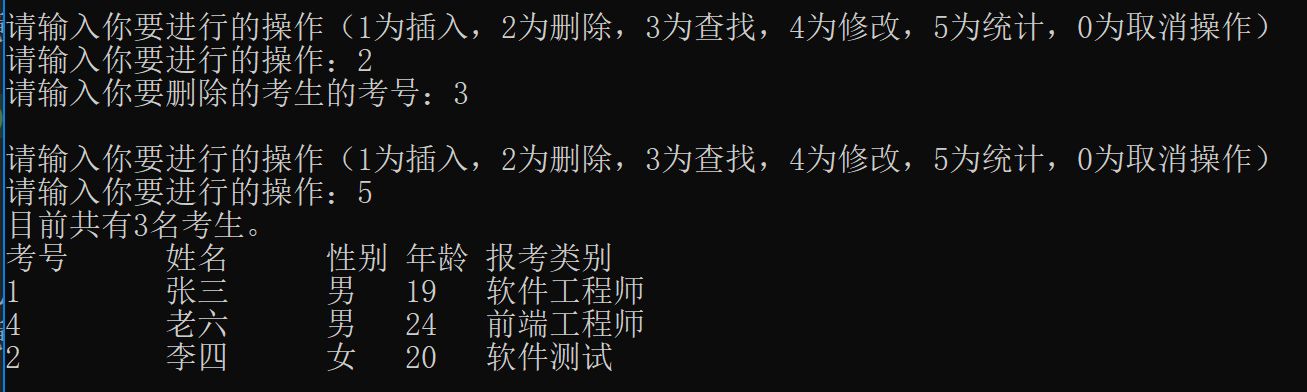 请输入你要进行的操作（1为插入，2为删除，3为查找，4为修改，5为统计，0为取消操作）
请输入你要进行的操作：2
请输入你要删除的考生的考号：3
请输入你要进行的操作（1为插入，2为删除，3为查找，4为修改，5为统计，0为取消操作）
请输入你要进行的操作：5
目前共有3名考生。
考号 姓名 性别 年龄 报考类别
1 张三 男 19 软件工程师
4 老六 男 24 前端工程师
2 李四 女 20 软件测试